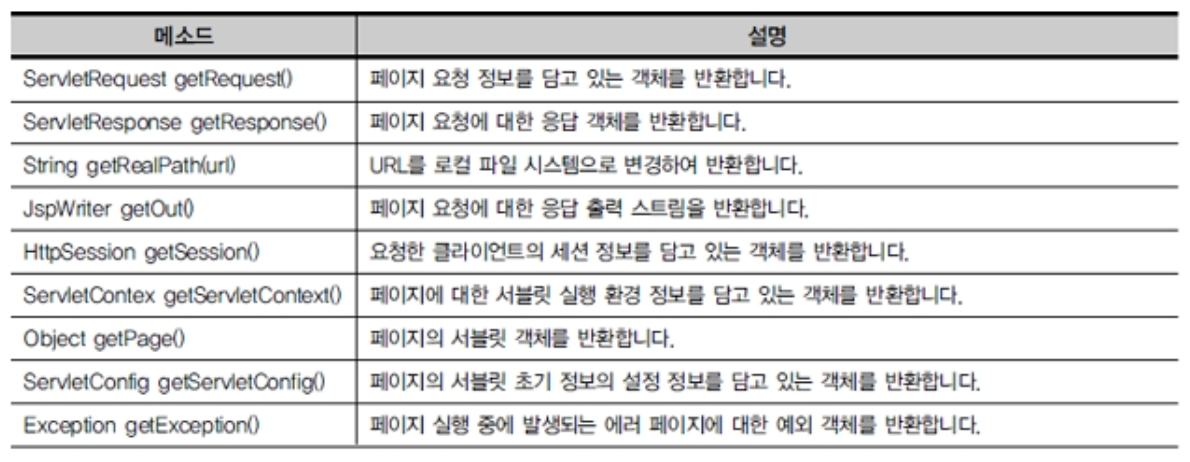 메소드 설명
ServletRequest getRequest() 페이지 요청 정보를 담고 있는 객체를 반환합니다.
ServletResponse getResponse() 페이지 요청에 대한 응답 객체를 반환합니다.
String getRealPath(url) URL를 로컬 파일 시스템으로 변경하여 반환합니다.
JspWriter getOut() 페이지 요청에 대한 응답 출력 스트림을 반환합니다.
HttpSession getSession() 요청한 클라이언트의 세션 정보를 담고 있는 객체를 반환합니다.
ServletContex getServletContext() 페이지에 대한 서블릿 실행 환경 정보를 담고 있는 객체를 반환합니다.
Object getPage() 페이지의 서블릿 객체를 반환합니다.
ServletConfig getServletConfig() 페이지의 서블릿 초기 정보의 설정 정보를 담고 있는 객체를 반환합니다.
Exception getException() 페이지 실행 중에 발생되는 에러 페이지에 대한 예외 객체를 반환합니다.